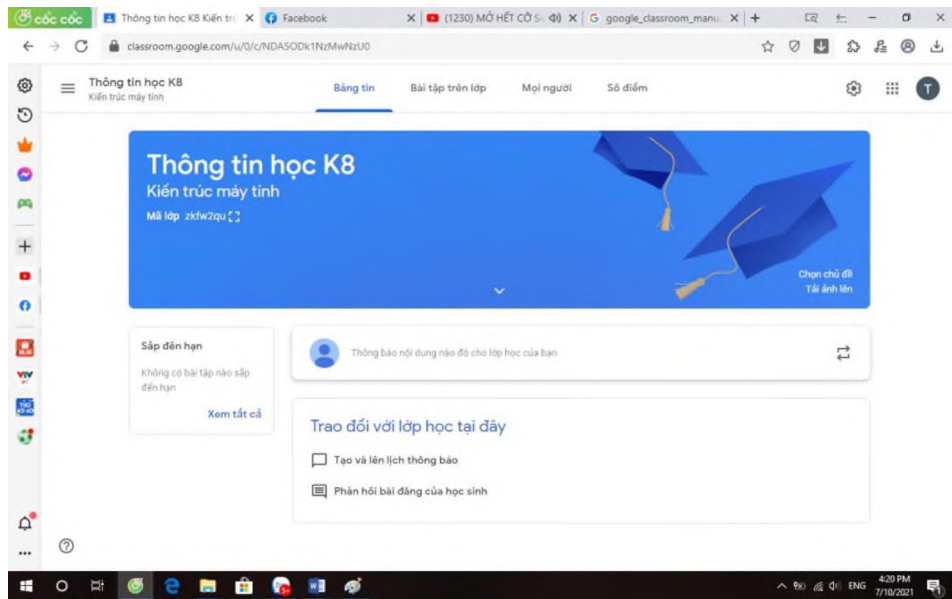 cốc cốc
Thông tin học K8 Kiến tr
Facebook
(1230) MỞ HẾT CỠ S
google_classroom_manu
classroom.google.com/u/0/c/NDA5ODk1NzMwNzU0
Thông tin học K8
Kiến trúc máy tính
Bảng tin
Bài tập trên lớp
Mọi người
Số điểm
T
Thông tin học K8
Kiến trúc máy tính
Mã lớp zkfw2qu
Chọn chủ đề
Tải ảnh lên
Sắp đến hạn
Không có bài tập nào sắp
đến hạn
Xem tất cả
Thông báo nội dung nào đó cho lớp học của bạn
Trao đổi với lớp học tại đây
Tạo và lên lịch thông báo
Phản hồi bài đăng của học sinh
VTV
ENG
4:20 PM
7/10/2021